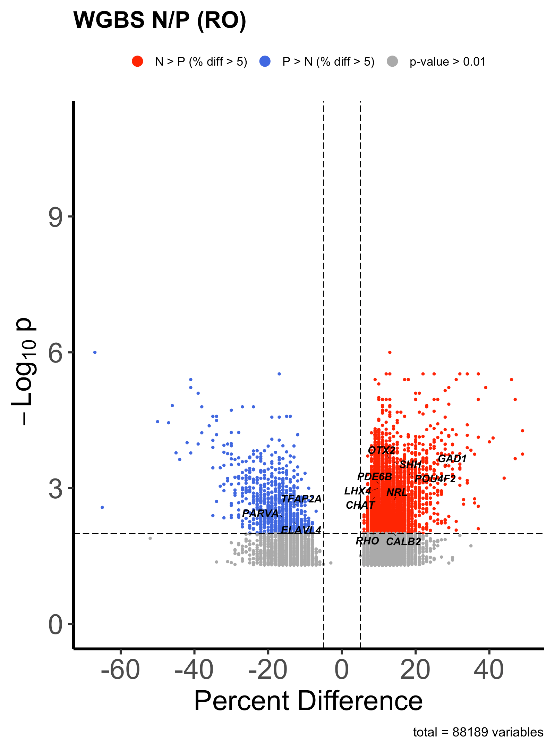 WGBS N/P (RO)
N > P (% diff > 5) P > N (% diff > 5) p-value > 0.01
9
6
3
0
− Log10 p
OTX2
GAD1
SHH
PDE6B
POU4F2
LHX4 NRL
TFAP2A
CHAT
PARVA
ELAVL4
RHO CALB2
-60 -40 -20 0 20 40
Percent Difference
total = 88189 variables